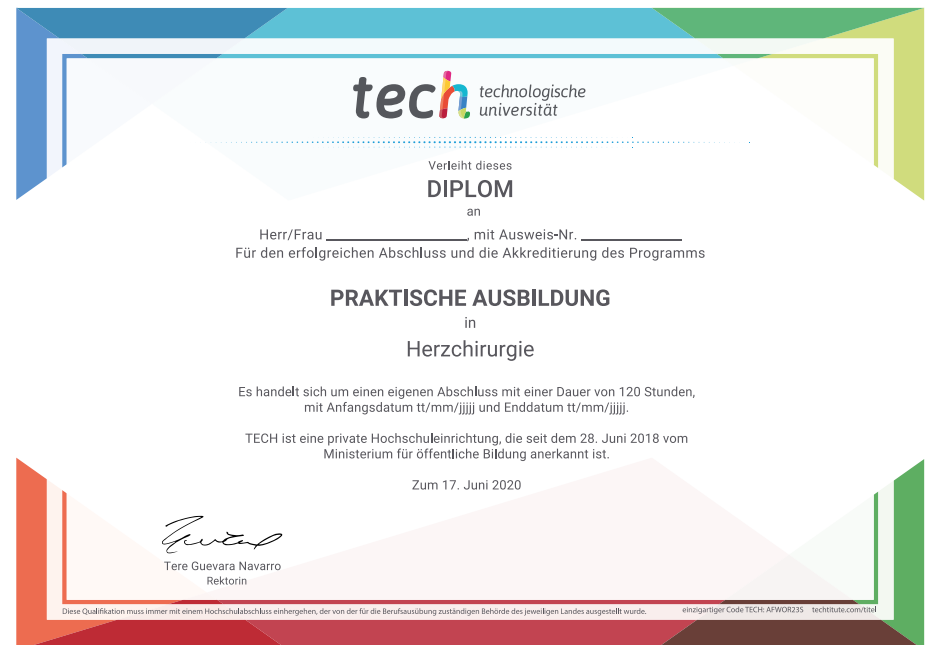 tech technologische
universität
Verleiht dieses
DIPLOM
an
Herr/Frau ____________________, mit Ausweis-Nr. ______________
Für den erfolgreichen Abschluss und die Akkreditierung des Programms
PRAKTISCHE AUSBILDUNG
in
Herzchirurgie
Es handelt sich um einen eigenen Abschluss mit einer Dauer von 120 Stunden,
mit Anfangsdatum tt/mm/jjjjj und Enddatum tt/mm/jjjjj.
TECH ist eine private Hochschuleinrichtung, die seit dem 28. Juni 2018 vom
Ministerium für öffentliche Bildung anerkannt ist.
Zum 17. Juni 2020
Tere Guevara Navarro
Rektorin
Diese Qualifikation muss immer mit einem Hochschulabschluss einhergehen, der von der für die Berufsausübung zuständigen Behörde des jeweiligen Landes ausgestellt wurde. einzigartiger Code TECH: AFWOR23S techtitute.com/titel